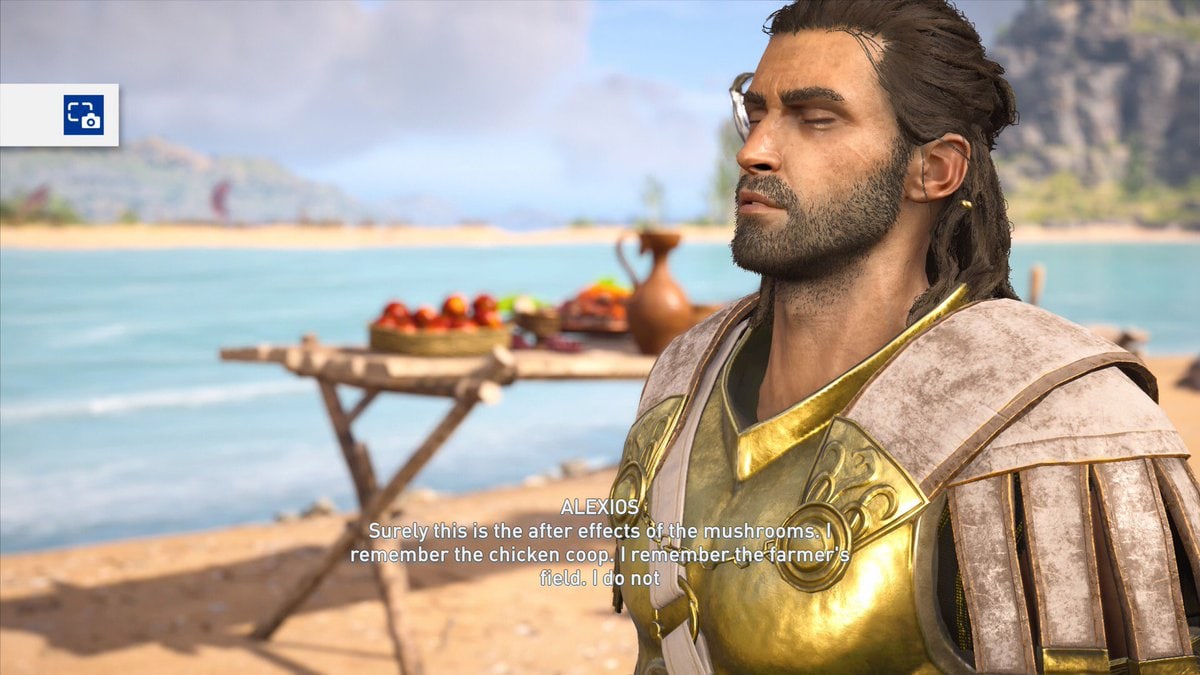 ALEXIOS
Surely this is the after effects of the mushrooms. I
remember the chicken coop. I remember the farmer's
field. I do not